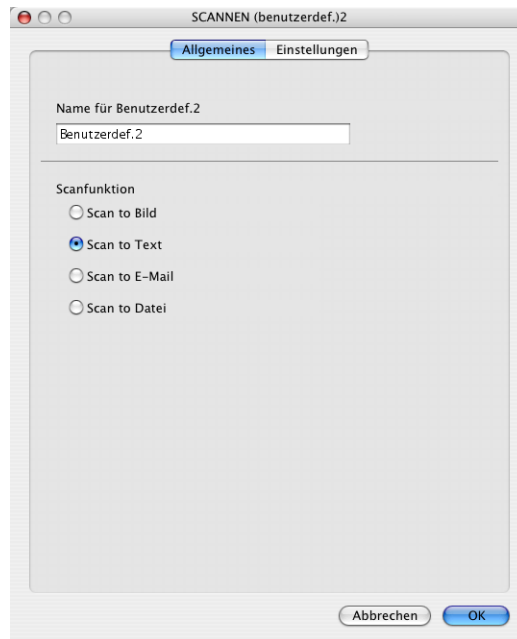 SCANNEN (benutzerdef.)2
Allgemeines Einstellungen
Name für Benutzerdef.2
Benutzerdef.2
Scanfunktion
Scan to Bild
Scan to Text
Scan to E-Mail
Scan to Datei
Abbrechen OK